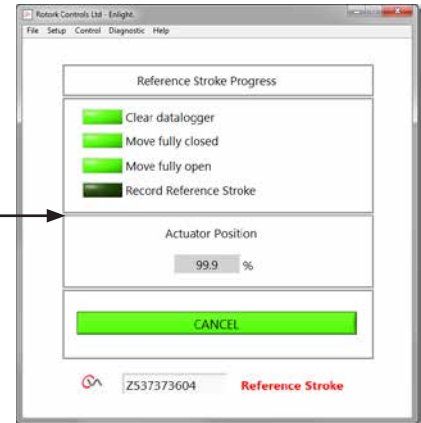 Rotork Controls Ltd - Enlight.
File Setup Control Diagnostic Help
Reference Stroke Progress
Clear datalogger
Move fully closed
Move fully open
Record Reference Stroke
Actuator Position
99.9 %
CANCEL
Z537373604 Reference Stroke